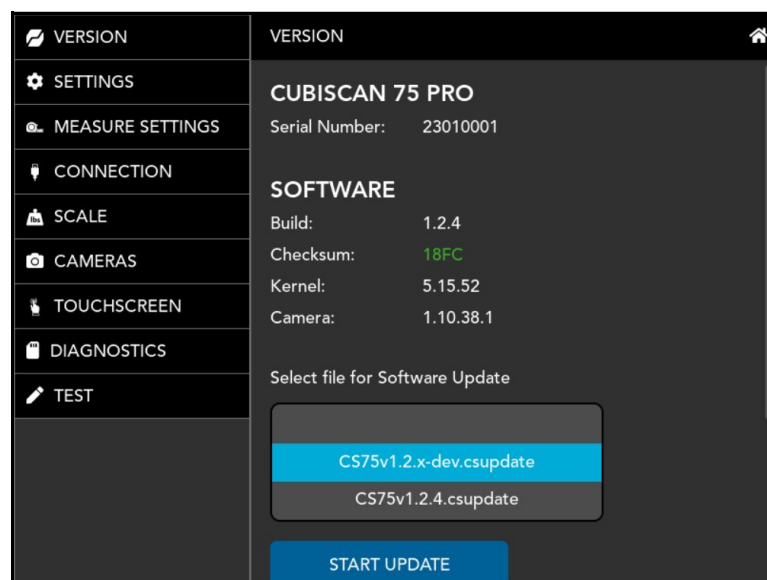 VERSION
SETTINGS
MEASURE SETTINGS
CONNECTION
lbs
SCALE
CAMERAS
TOUCHSCREEN
DIAGNOSTICS
TEST
VERSION
CUBISCAN 75 PRO
Serial Number: 23010001
SOFTWARE
Build: 1.2.4
Checksum: 18FC
Kernel: 5.15.52
Camera: 1.10.38.1
Select file for Software Update
CS75v1.2.x-dev.csupdate
CS75v1.2.4.csupdate
START UPDATE